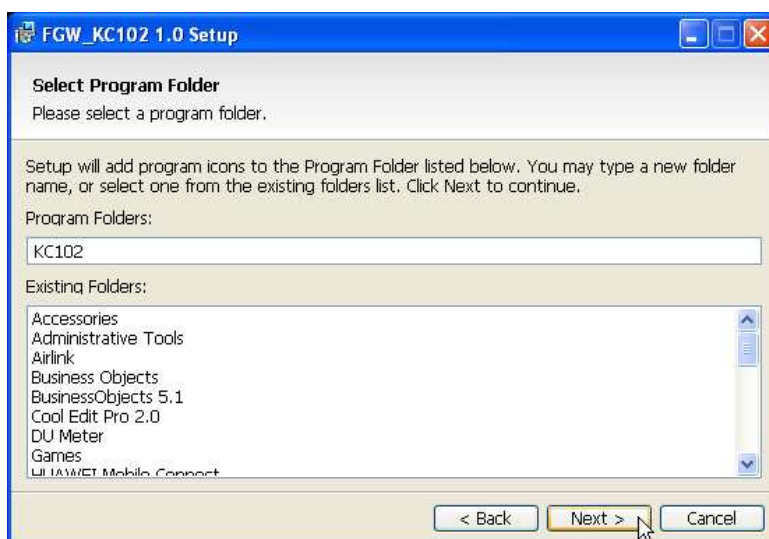 FGW_KC102 1.0 Setup
Select Program Folder
Please select a program folder.
Setup will add program icons to the Program Folder listed below. You may type a new folder
name, or select one from the existing folders list. Click Next to continue.
Program Folders:
KC102
Existing Folders:
Accessories
Administrative Tools
Airlink
Business Objects
BusinessObjects 5.1
Cool Edit Pro 2.0
DU Meter
Games
HUAWEI Mobile Connect
< Back Next > Cancel